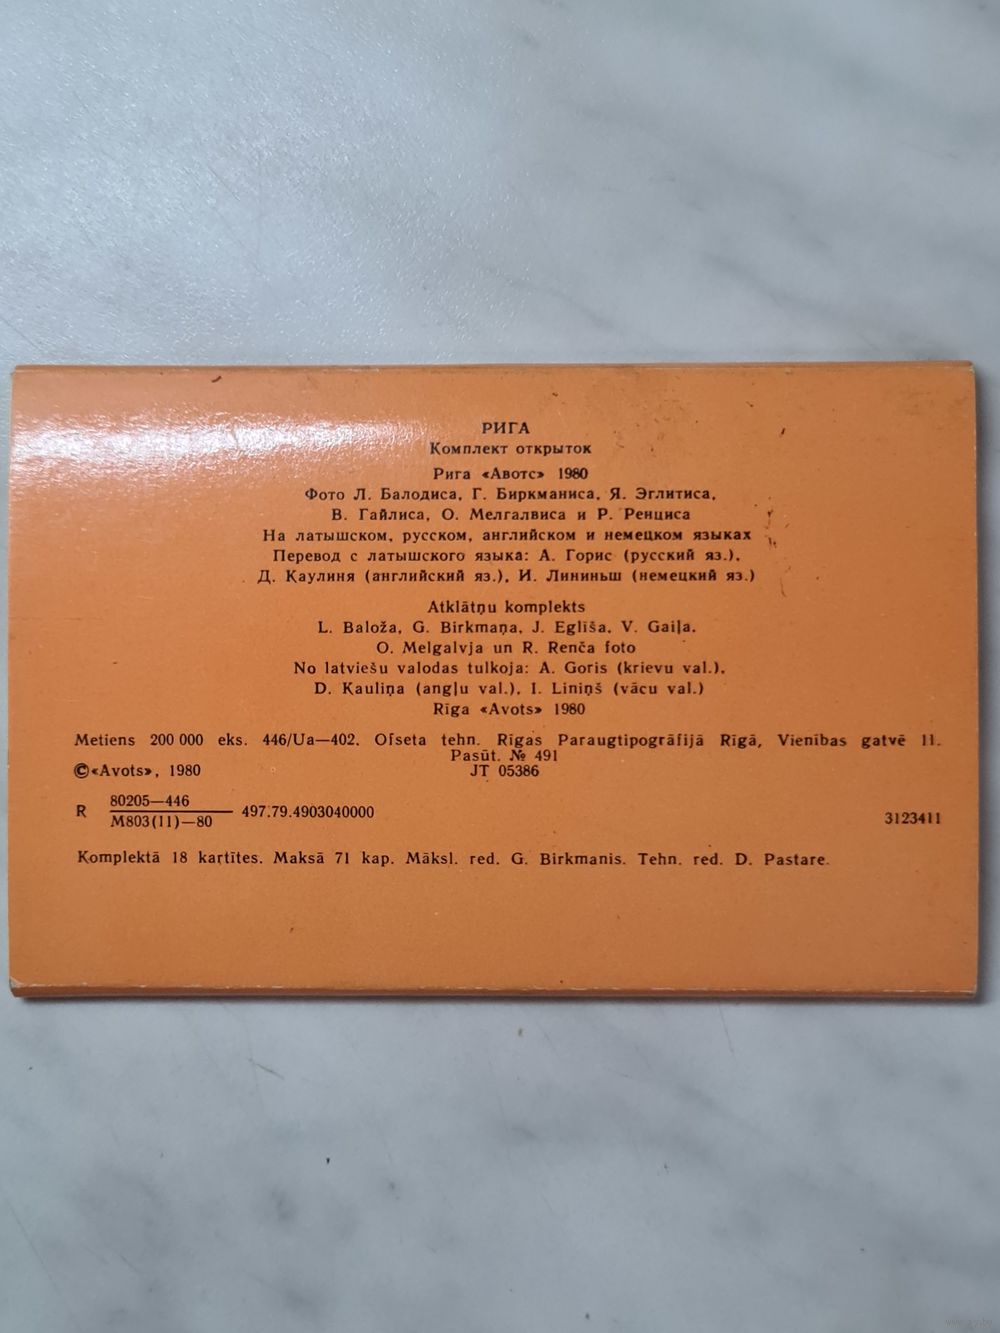 РИГА
Комплект открыток
Рига «Авотс» 1980
Фото Л. Балодиса, Г. Биркманиса, Я. Эглитиса,
В. Гайлиса, О. Мелгалвиса и Р. Ренциса
На латышском, русском, английском и немецком языках
Перевод с латышского языка: А. Горис (русский яз.),
Д. Каулиня (английский яз.), И. Лининьш (немецкий яз.)
Atklātņu komplekts
L. Baloža, G. Birkmaņa, J. Eglīša, V. Gaiļa,
O. Melgalvja un R. Renča foto
No latviešu valodas tulkoja: A. Goris (krievu val.),
D. Kauliņa (angļu val.), I. Liniņš (vācu val.)
Rīga «Avots» 1980
Metiens 200 000 eks. 446/Ua—402. Ofseta tehn. Rīgas Paraugtipogrāfijā Rīgā, Vienības gatvē 11.
Pasūt. № 491
©«Avots», 1980 JT 05386
R 80205—446
M803(11)—80 497.79.4903040000 3123411
Komplektā 18 kartītes. Maksā 71 kap. Māksl. red. G. Birkmanis. Tehn. red. D. Pastare.